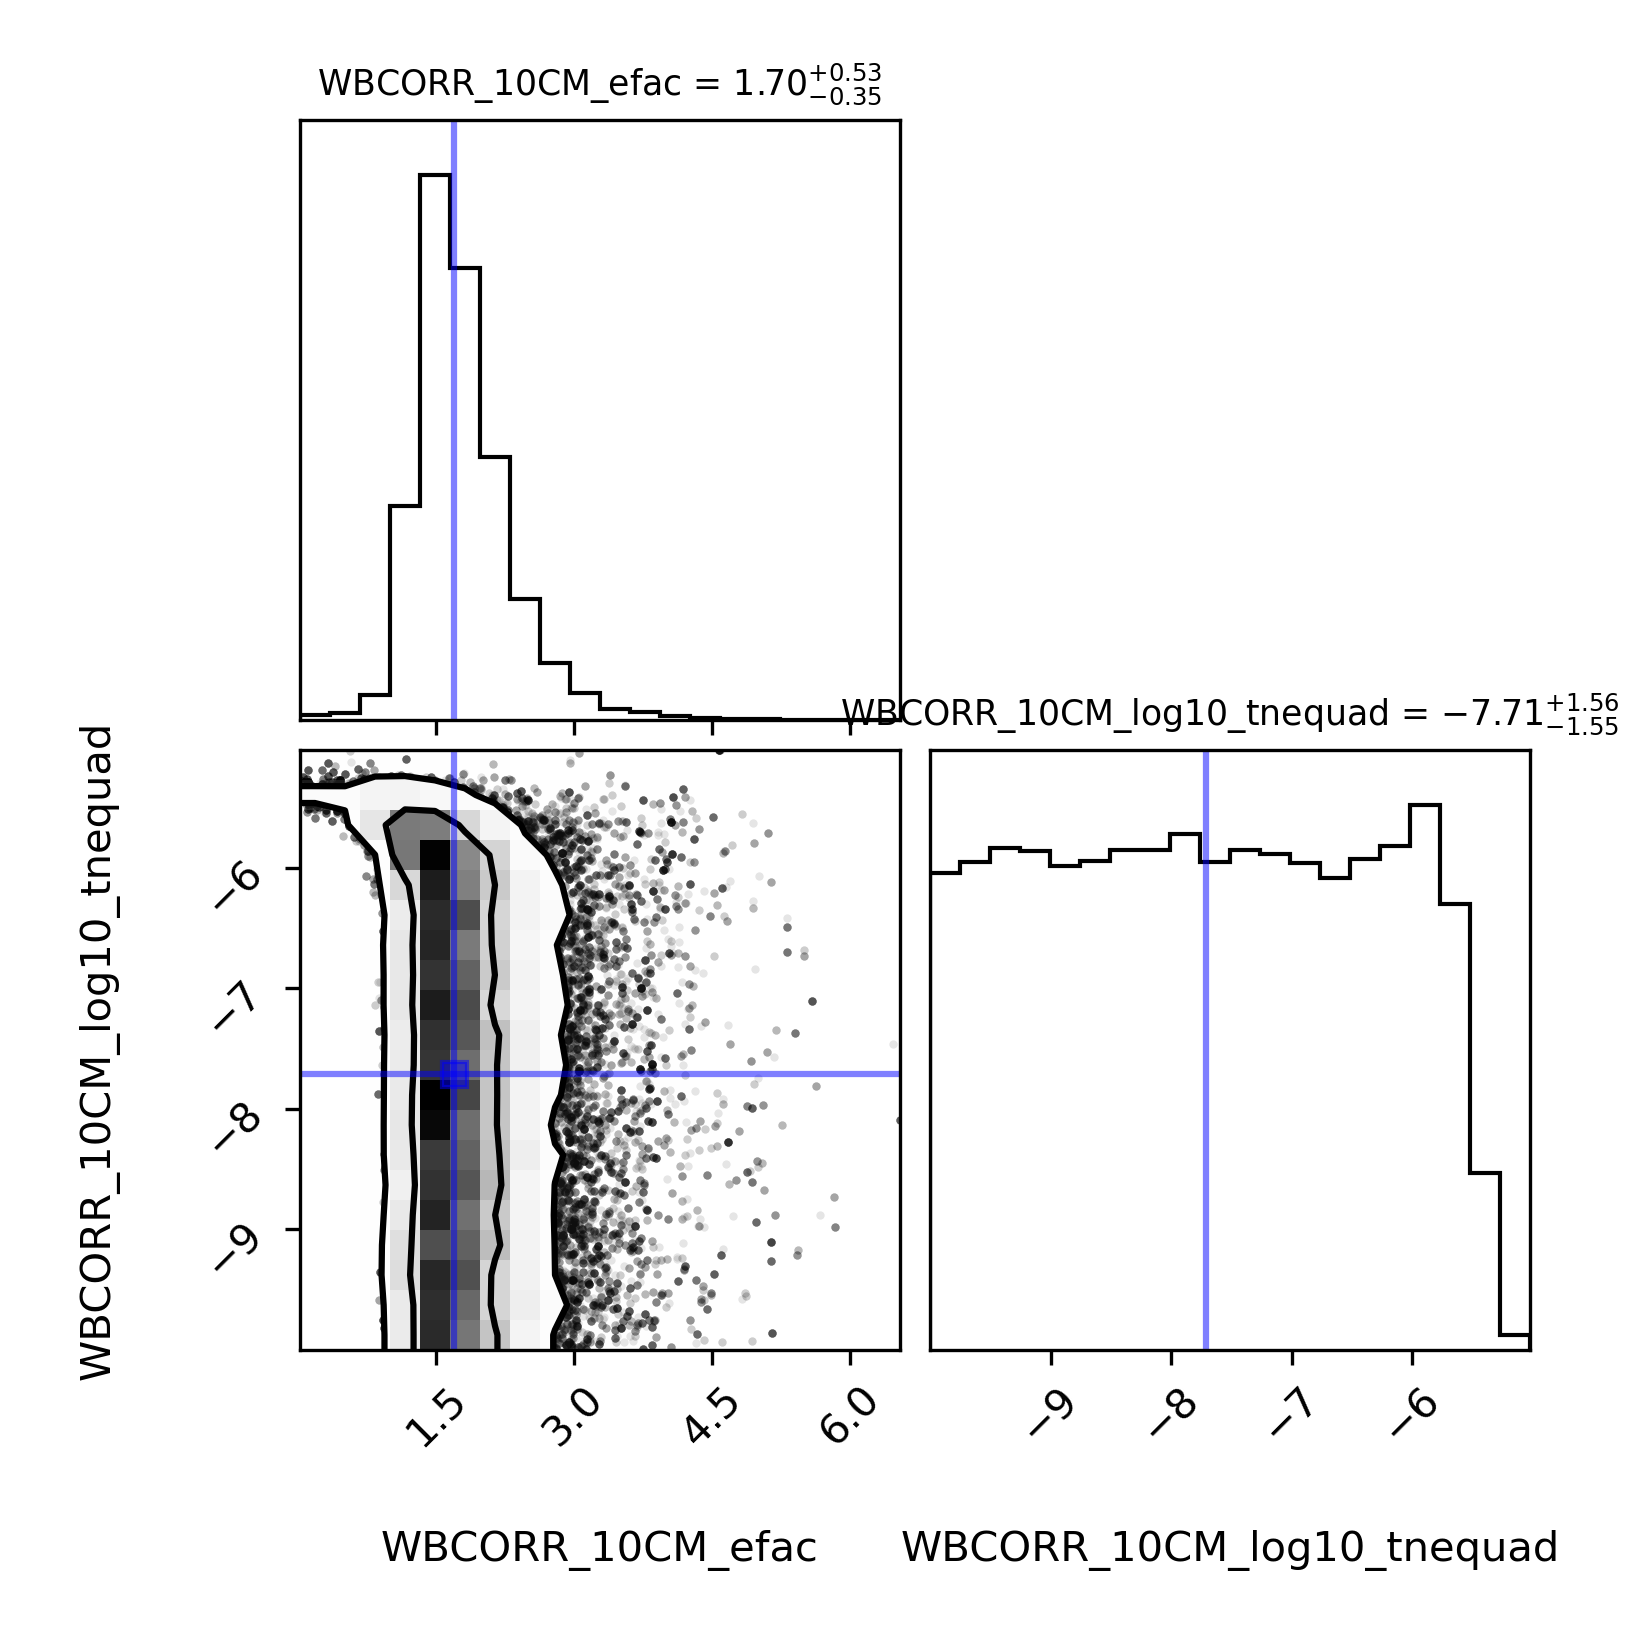 WBCORR_10CM_efac = 1.70 +0.53 −0.35
WBCORR_10CM_log10_tnequad = −7.71 +1.56 −1.55
WBCORR_10CM_log10_tnequad
−6
−7
−8
−9
1.5
3.0
4.5
6.0
−9
−8
−7
−6
WBCORR_10CM_efac
WBCORR_10CM_log10_tnequad